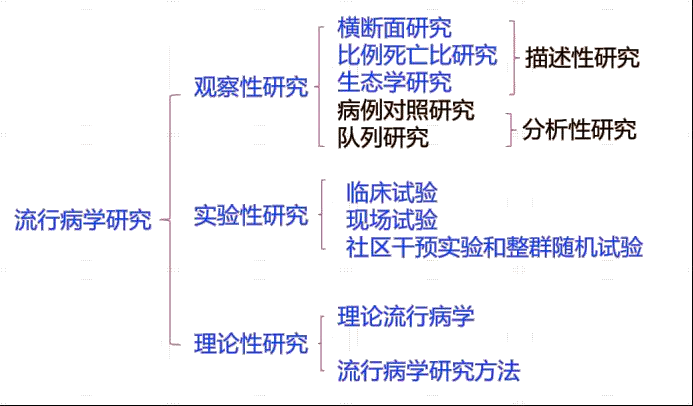 横断面研究
比例死亡比研究
生态学研究
描述性研究
观察性研究
病例对照研究
队列研究
分析性研究
流行病学研究
实验性研究
临床试验
现场试验
社区干预实验和整群随机试验
理论性研究
理论流行病学
流行病学研究方法